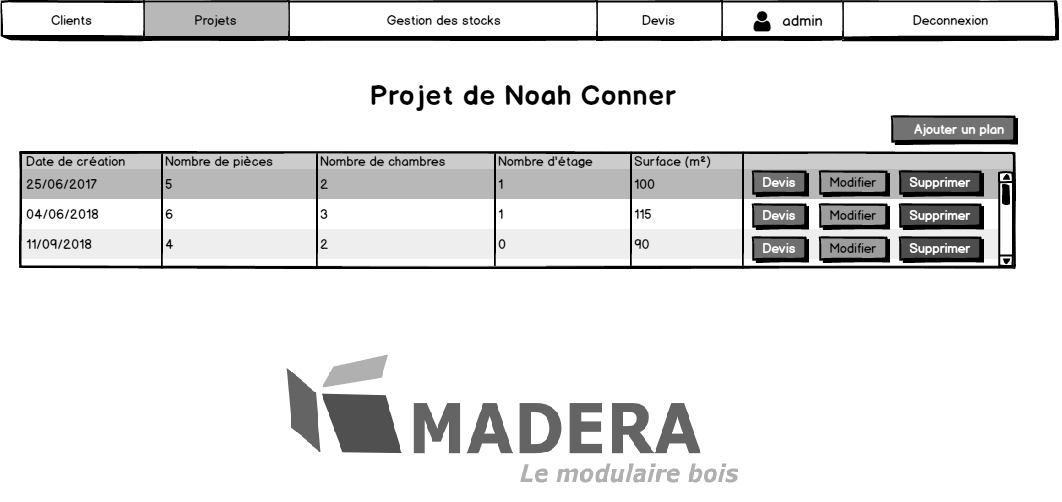 Clients Projets Gestion des stocks Devis admin Deconnexion
Projet de Noah Conner
Ajouter un plan
Date de création Nombre de pièces Nombre de chambres Nombre d'étage Surface (m²)
25/06/2017 5 2 1 100 Devis Modifier Supprimer
04/06/2018 6 3 1 115 Devis Modifier Supprimer
11/09/2018 4 2 0 90 Devis Modifier Supprimer
MADERA
Le modulaire bois